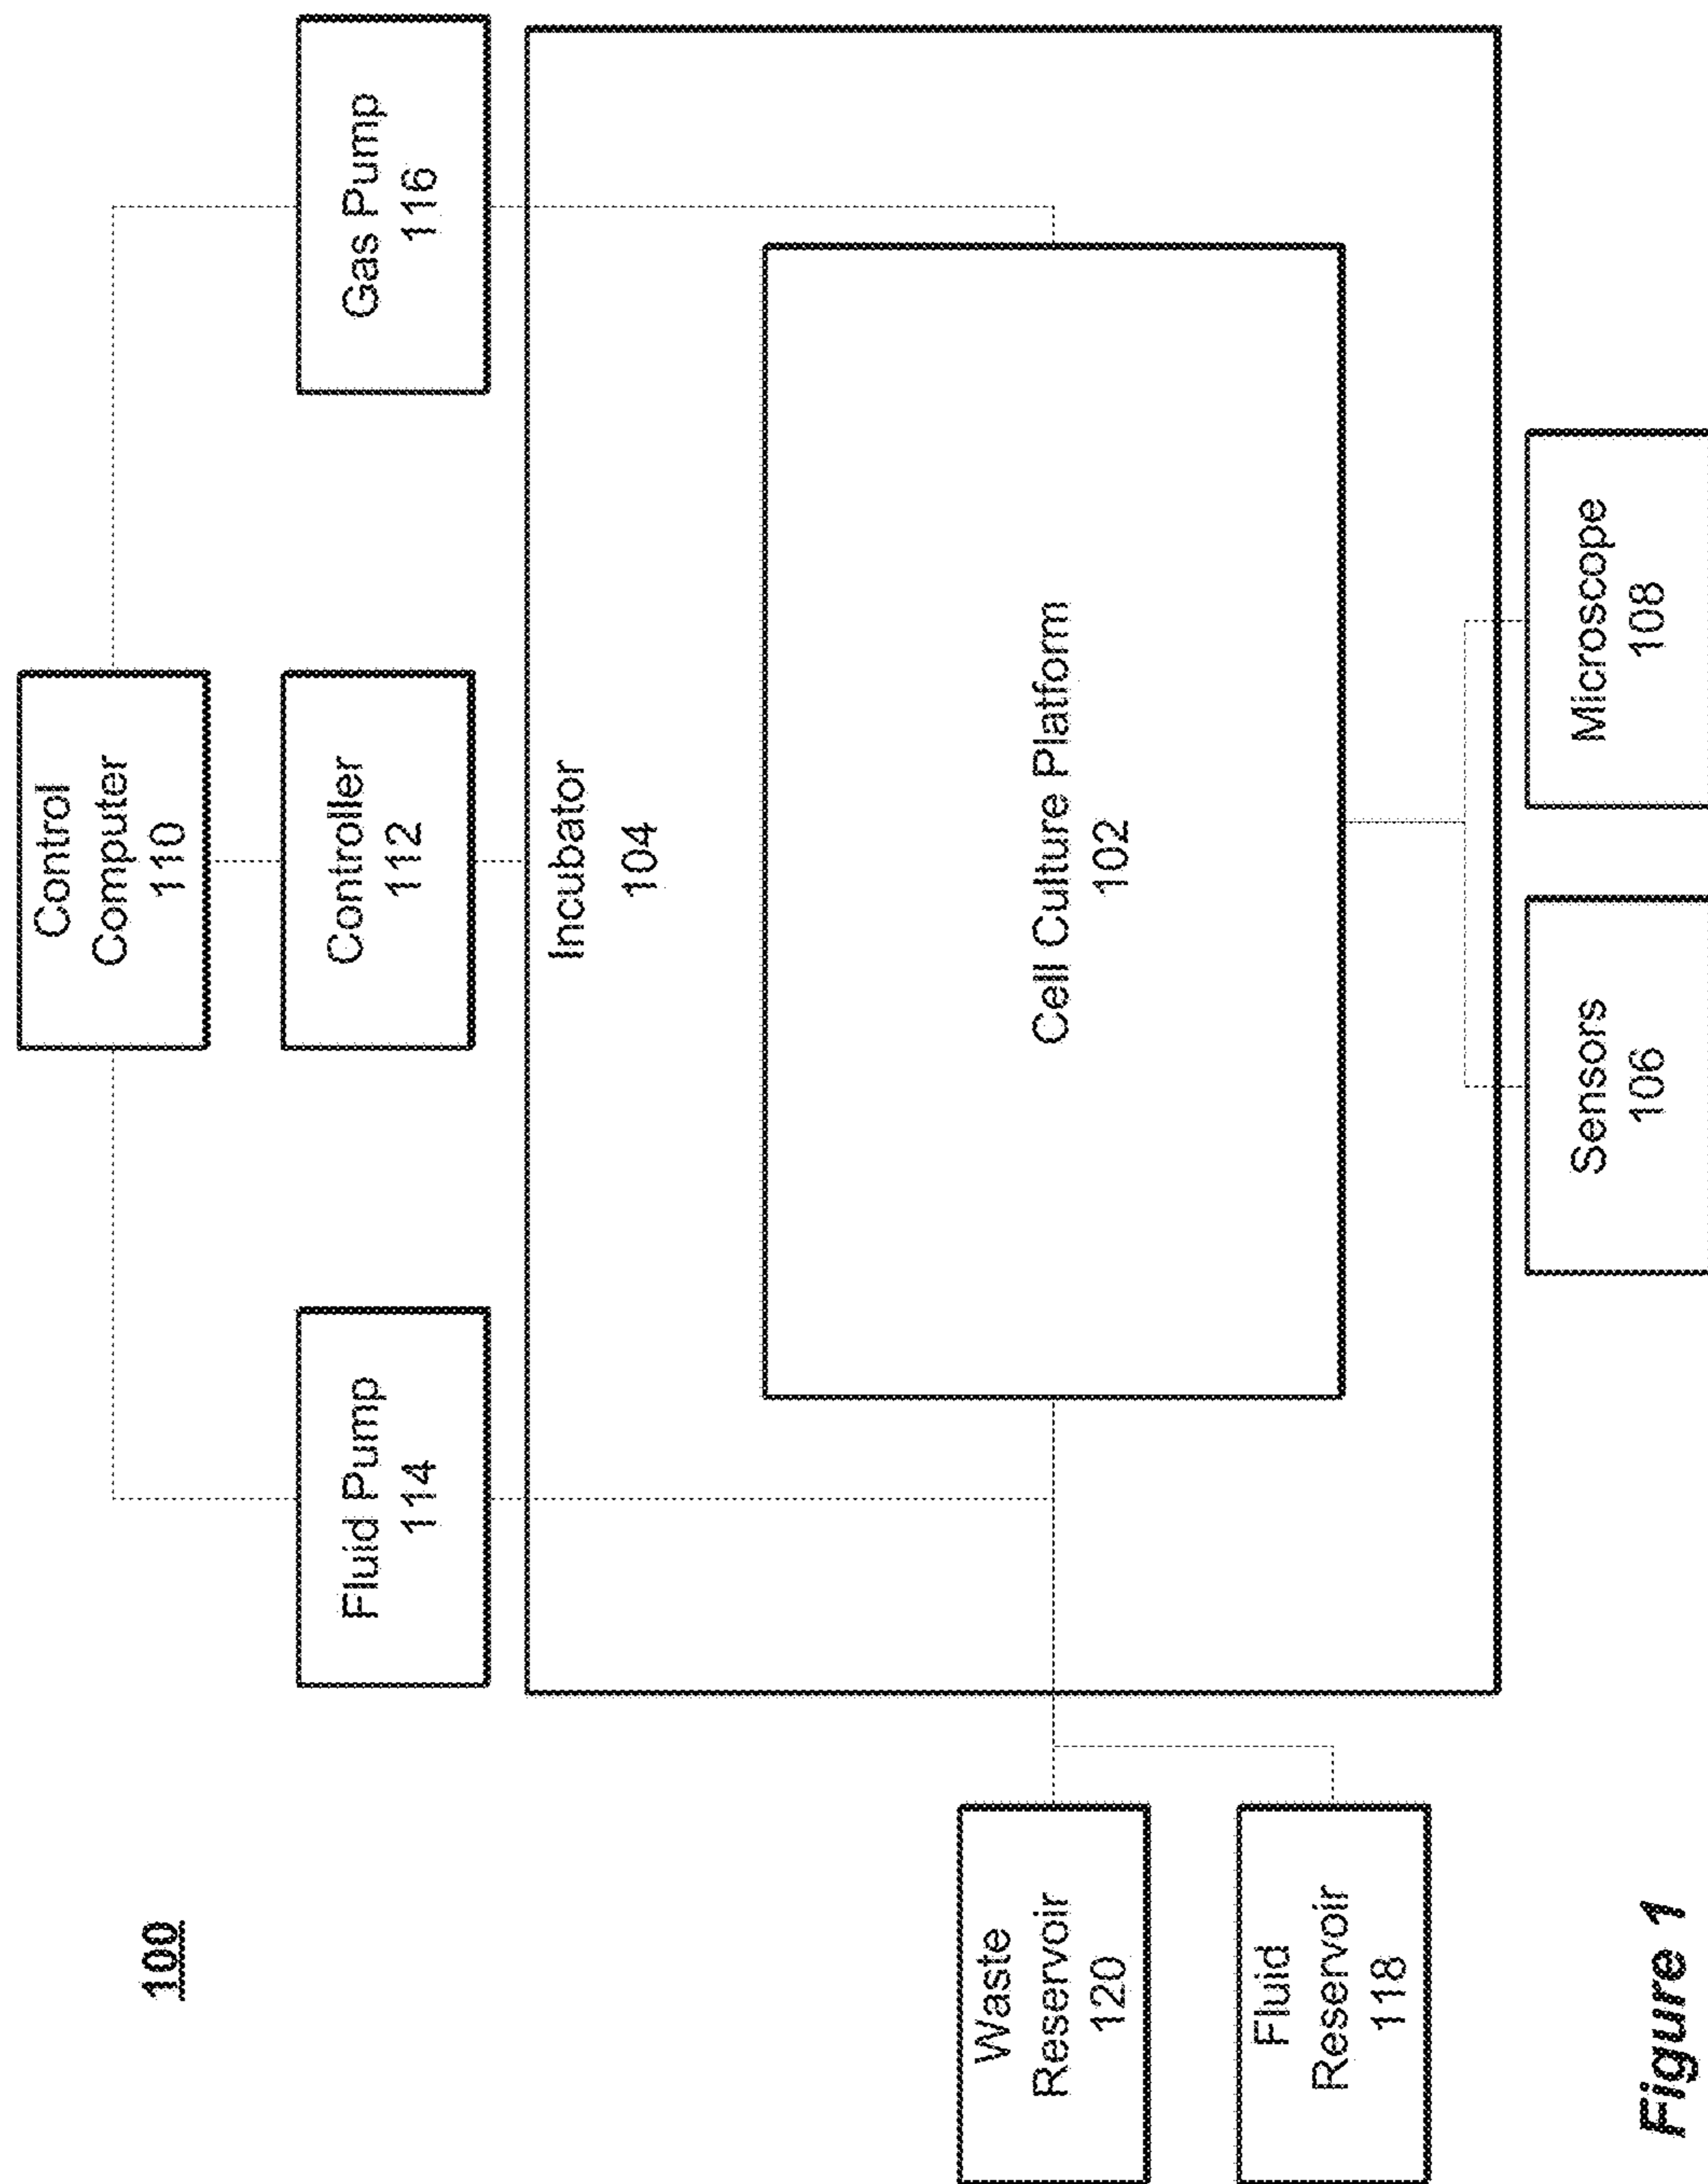 100
Control
Computer
110
Fluid Pump
114
Controller
112
Gas Pump
116
Incubator
104
Waste
Reservoir
120
Cell Culture Platform
102
Fluid
Reservoir
118
Sensors
106
Microscope
108
Figure 1